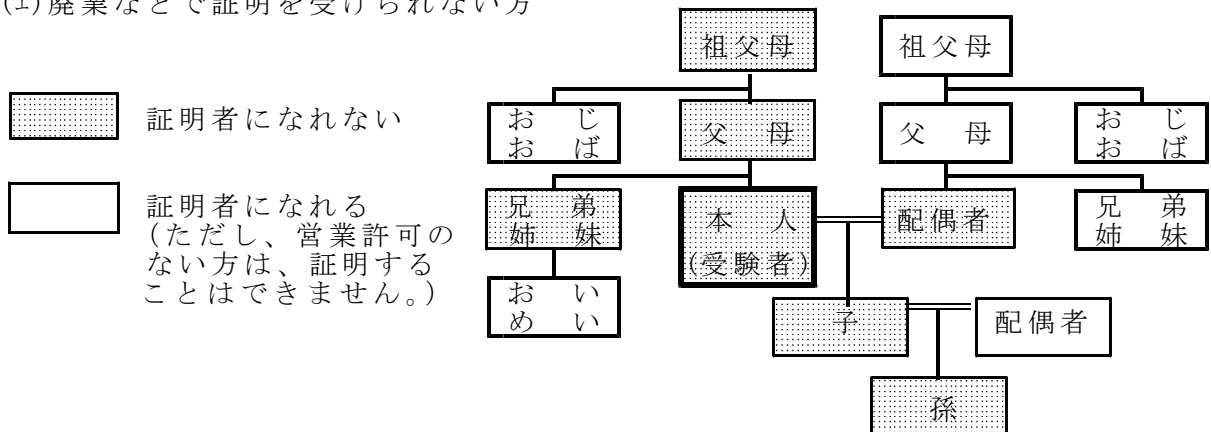 (1)廃業などで証明を受けられない方
祖父母
祖父母
証明者になれない
おじ
おば
父母
父母
おじ
おば
証明者になれる
(ただし、営業許可の
ない方は、証明する
ことはできません。)
兄弟
姉妹
本人
(受験者)
配偶者
兄弟
姉妹
おい
めい
子
配偶者
孫